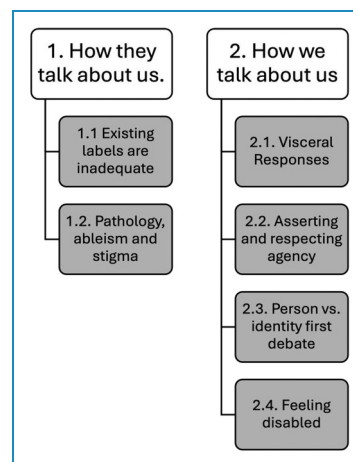 1. How they
talk about us.
1.1 Existing
labels are
inadequate
1.2. Pathology,
ableism and
stigma
2. How we
talk about us
2.1. Visceral
Responses
2.2. Asserting
and respecting
agency
2.3. Person vs.
identity first
debate
2.4. Feeling
disabled